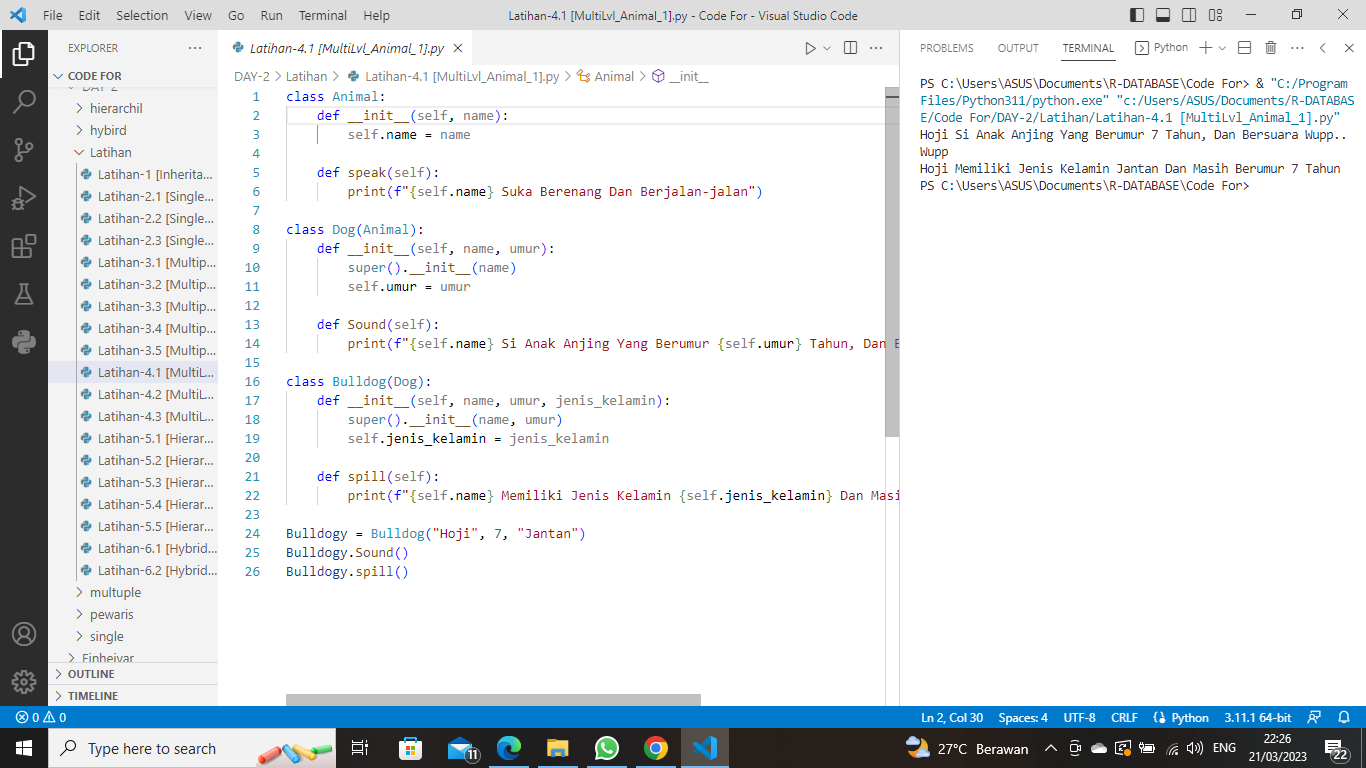 File Edit Selection View Go Run Terminal Help
Latihan-4.1 [MultiLvl_Animal_1].py - Code For - Visual Studio Code
EXPLORER
CODE FOR
DAY-2
hierarchil
hybird
Latihan
Latihan-1 [Inherita...
Latihan-2.1 [Single...
Latihan-2.2 [Single...
Latihan-2.3 [Single...
Latihan-3.1 [Multip...
Latihan-3.2 [Multip...
Latihan-3.3 [Multip...
Latihan-3.4 [Multip...
Latihan-3.5 [Multip...
Latihan-4.1 [MultiL...
Latihan-4.2 [MultiL...
Latihan-4.3 [MultiL...
Latihan-5.1 [Hierar...
Latihan-5.2 [Hierar...
Latihan-5.3 [Hierar...
Latihan-5.4 [Hierar...
Latihan-5.5 [Hierar...
Latihan-6.1 [Hybrid...
Latihan-6.2 [Hybrid...
multuple
pewaris
single
OUTLINE
TIMELINE
Latihan-4.1 [MultiLvl_Animal_1].py
DAY-2 > Latihan > Latihan-4.1 [MultiLvl_Animal_1].py > Animal > __init__
1 class Animal:
2     def __init__(self, name):
3         self.name = name
4
5     def speak(self):
6         print(f"{self.name} Suka Berenang Dan Berjalan-jalan")
7
8 class Dog(Animal):
9     def __init__(self, name, umur):
10         super().__init__(name)
11         self.umur = umur
12
13     def Sound(self):
14         print(f"{self.name} Si Anak Anjing Yang Berumur {self.umur} Tahun, Dan
15
16 class Bulldog(Dog):
17     def __init__(self, name, umur, jenis_kelamin):
18         super().__init__(name, umur)
19         self.jenis_kelamin = jenis_kelamin
20
21     def spill(self):
22         print(f"{self.name} Memiliki Jenis Kelamin {self.jenis_kelamin} Dan Masi
23
24 Bulldogy = Bulldog("Hoji", 7, "Jantan")
25 Bulldogy.Sound()
26 Bulldogy.spill()
PROBLEMS OUTPUT TERMINAL Python
PS C:\Users\ASUS\Documents\R-DATABASE\Code For> & "C:/Program
Files/Python311/python.exe" "c:/Users/ASUS/Documents/R-DATABAS
E/Code For/DAY-2/Latihan/Latihan-4.1 [MultiLvl_Animal_1].py"
Hoji Si Anak Anjing Yang Berumur 7 Tahun, Dan Bersuara Wupp..
Wupp
Hoji Memiliki Jenis Kelamin Jantan Dan Masih Berumur 7 Tahun
PS C:\Users\ASUS\Documents\R-DATABASE\Code For>
0 0 Ln 2, Col 30 Spaces: 4 UTF-8 CRLF Python 3.11.1 64-bit
Type here to search
11
27°C Berawan
ENG
22:26
21/03/2023
22